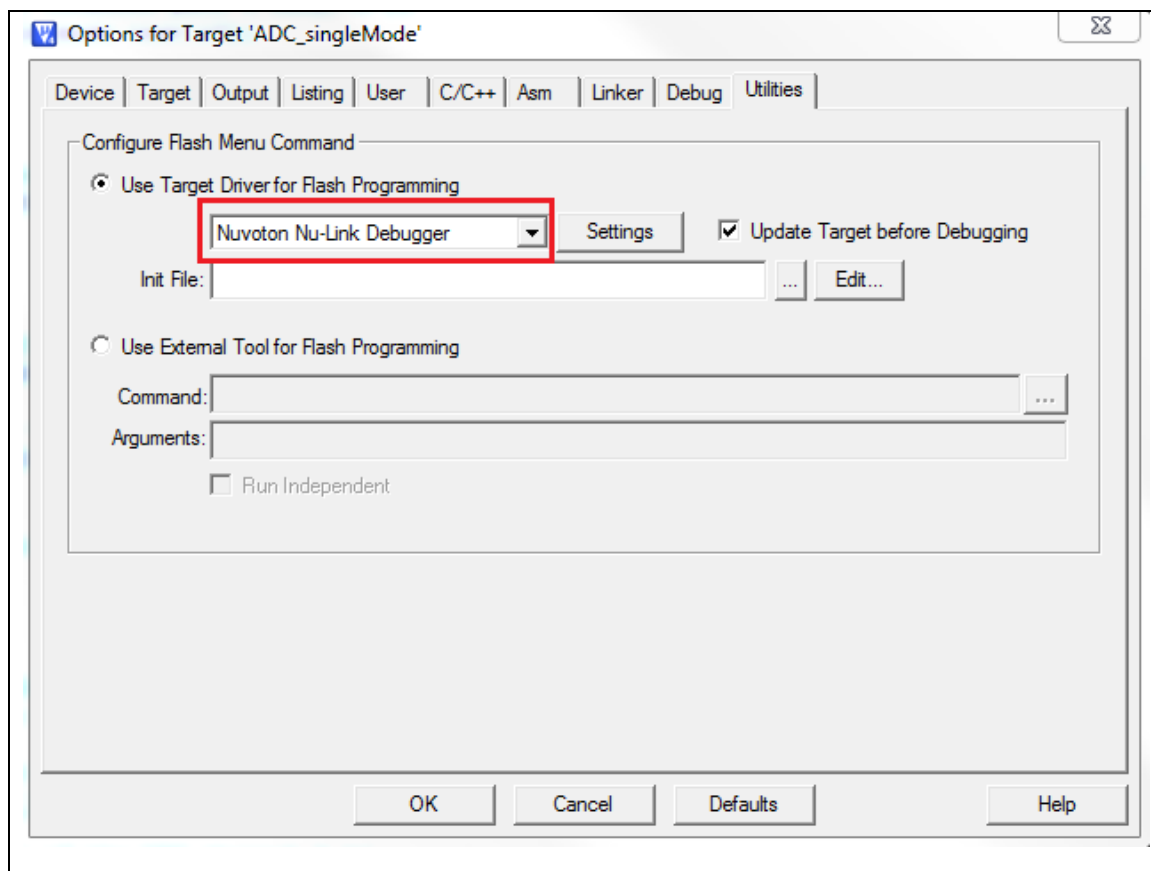 Options for Target 'ADC_singleMode'
Device Target Output Listing User C/C++ Asm Linker Debug Utilities
Configure Flash Menu Command
Use Target Driver for Flash Programming
Nuvoton Nu-Link Debugger Settings Update Target before Debugging
Init File: ... Edit...
Use External Tool for Flash Programming
Command: ...
Arguments:
Run Independent
OK Cancel Defaults Help